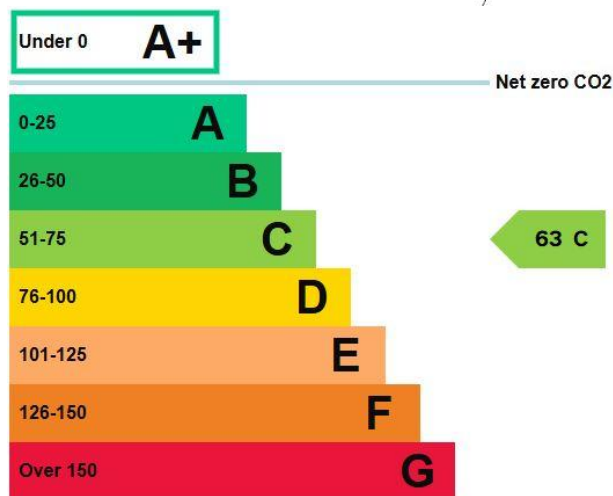 Under 0 A+
Net zero CO2
0-25 A
26-50 B
51-75 C 63 C
76-100 D
101-125 E
126-150 F
Over 150 G